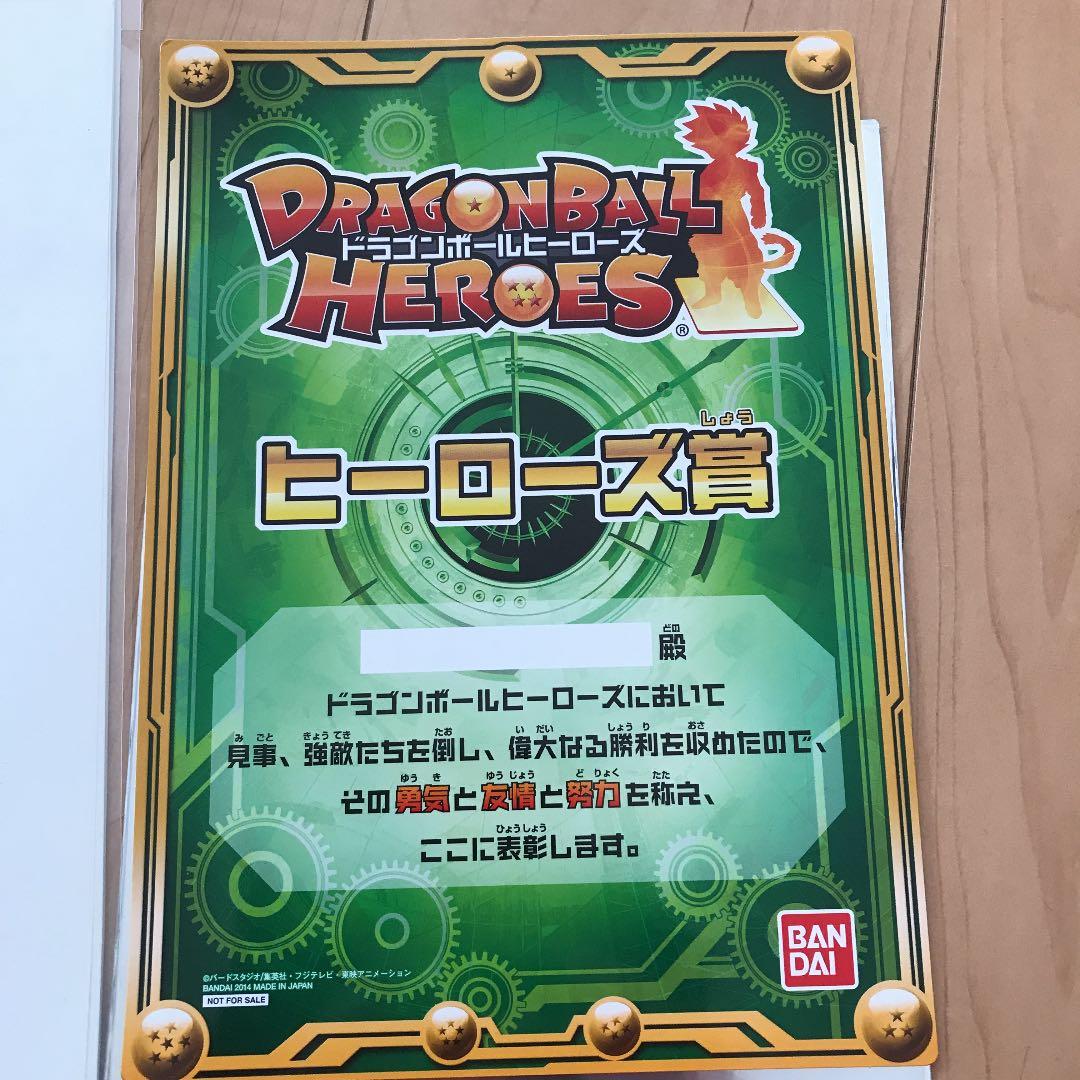 DRAGONBALL
ドラゴンボールヒーローズ
HEROES
®
しょう
ヒーローズ賞
どの
殿
ドラゴンボールヒーローズにおいて
みごと きょうてき たお いだい しょうり おさ
見事、強敵たちを倒し、偉大なる勝利を収めたので、
ゆうき ゆうじょう どりょく たた
その勇気と友情と努力を称え、
ひょうしょう
ここに表彰します。
BAN
DAI
©バードスタジオ/集英社・フジテレビ・東映アニメーション
BANDAI 2014 MADE IN JAPAN
NOT FOR SALE